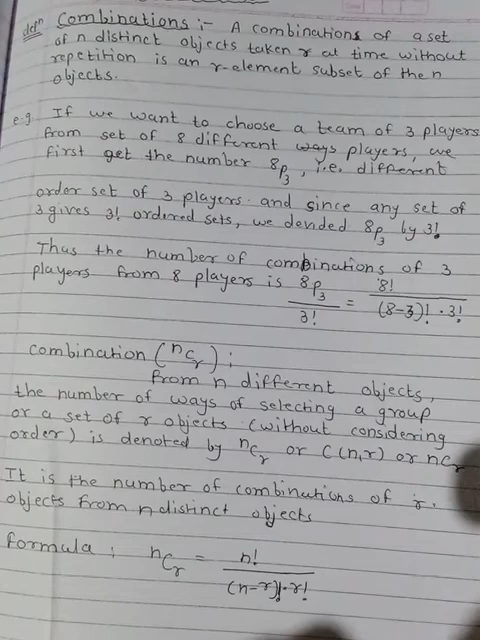 defn Combinations :- A combinations of a set
of n distinct objects taken r at time without
repetition is an r-element subset of the n
objects.
e.g If we want to choose a team of 3 players
from set of 8 different ways players, we
first get the number 8p₃, i.e. different
order set of 3 players. and since any set of
3 gives 3! ordered sets, we devided 8p₃ by 3!
Thus the number of combinations of 3
players from 8 players is 8p₃/3! = 8!/(8-3)! · 3!
Combination (ⁿCᵣ) :
from n different objects,
the number of ways of selecting a group
or a set of r objects (without considering
order) is denoted by ⁿCᵣ or C(n,r) or nCᵣ
It is the number of combinations of r.
objects from n distinct objects
formula : ⁿCᵣ = n!/(n-r)! · r!